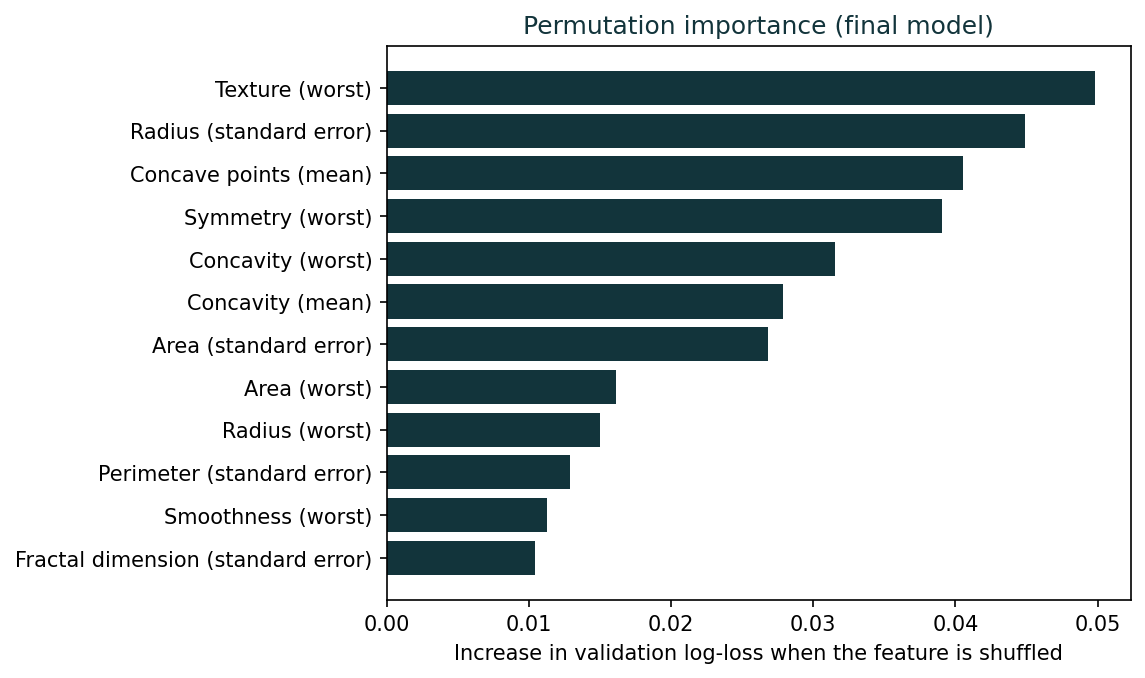 Permutation importance (final model)
Texture (worst)
Radius (standard error)
Concave points (mean)
Symmetry (worst)
Concavity (worst)
Concavity (mean)
Area (standard error)
Area (worst)
Radius (worst)
Perimeter (standard error)
Smoothness (worst)
Fractal dimension (standard error)
0.00 0.01 0.02 0.03 0.04 0.05
Increase in validation log-loss when the feature is shuffled